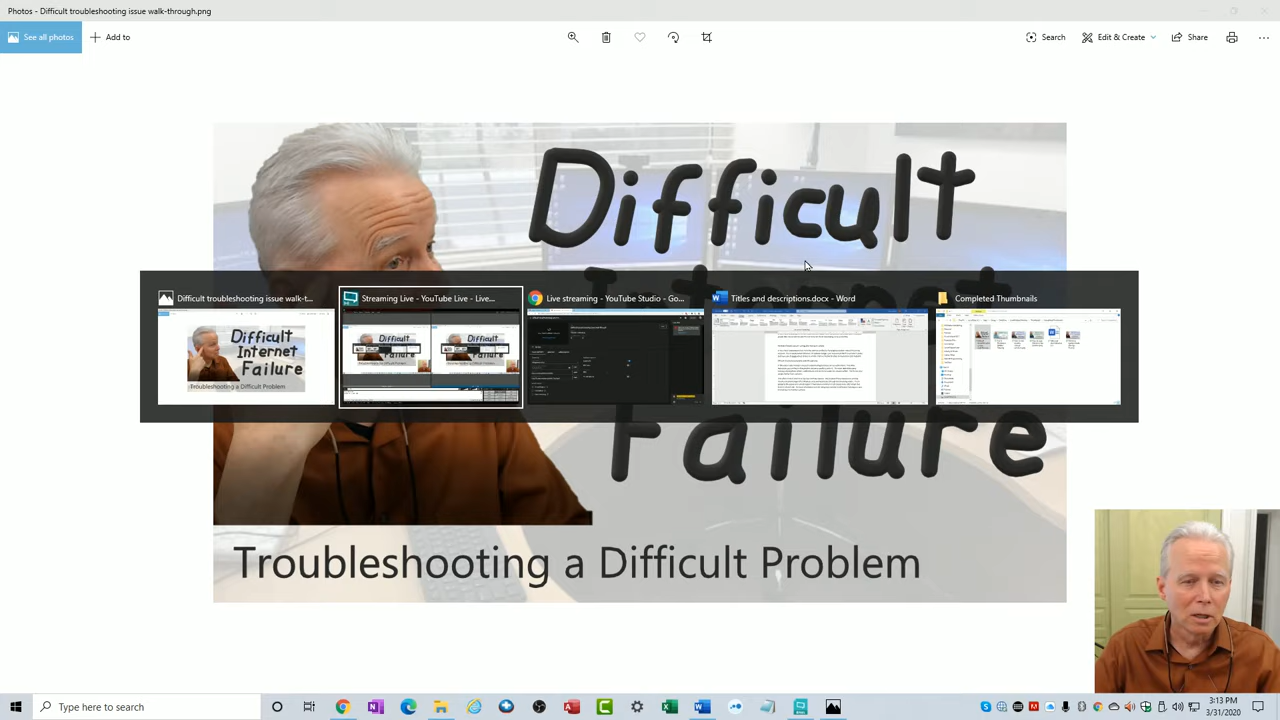 Photos - Difficult troubleshooting issue walk-through.png
See all photos
Add to
Search
Edit & Create
Share
Difficult
Difficult troubleshooting issue walk-t...
Streaming Live - YouTube Live - Live...
Live streaming - YouTube Studio - Go...
Titles and descriptions.docx - Word
Completed Thumbnails
Difficult
Internet
Failure
Troubleshooting a Difficult Problem
Failure
Troubleshooting a Difficult Problem
Type here to search
3:13 PM
3/31/2020